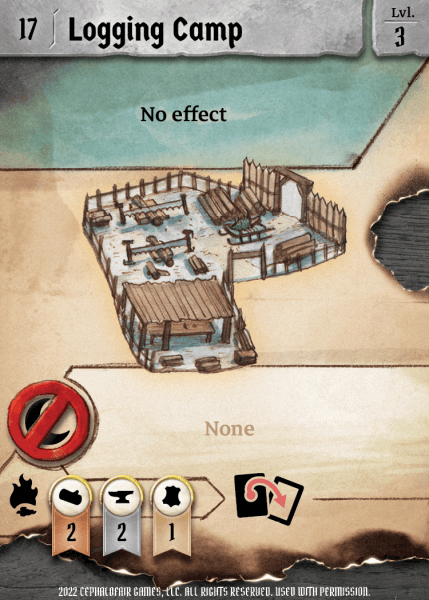 17 Logging Camp
Lvl.
3
No effect
None
2 2 1
2022 CEPHALOFAIR GAMES, LLC. ALL RIGHTS RESERVED. USED WITH PERMISSION.